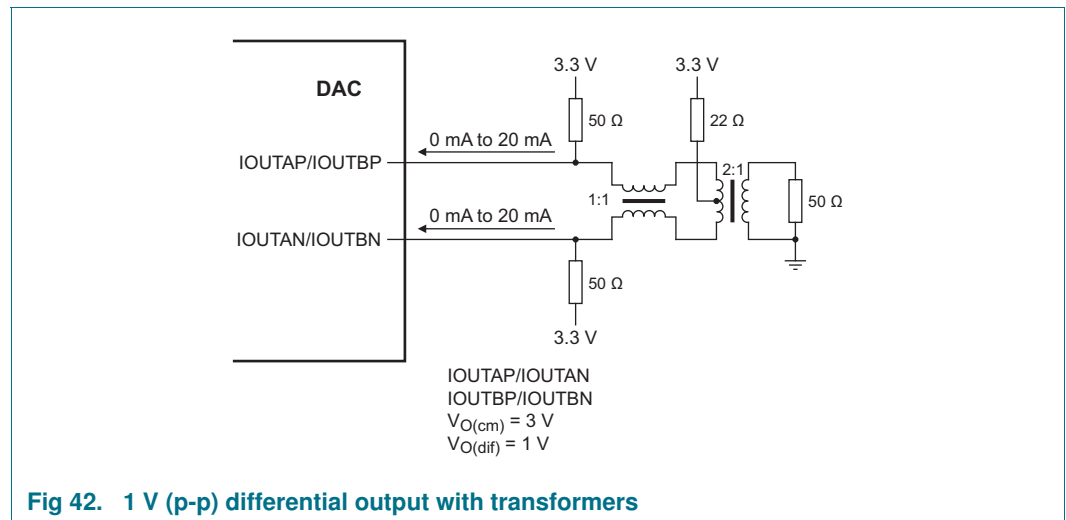 3.3 V
3.3 V
DAC
50 Ω
22 Ω
0 mA to 20 mA
IOUTAP/IOUTBP
2:1
1:1
50 Ω
0 mA to 20 mA
IOUTAN/IOUTBN
50 Ω
3.3 V
IOUTAP/IOUTAN
IOUTBP/IOUTBN
VO(cm) = 3 V
VO(dif) = 1 V
Fig 42. 1 V (p-p) differential output with transformers